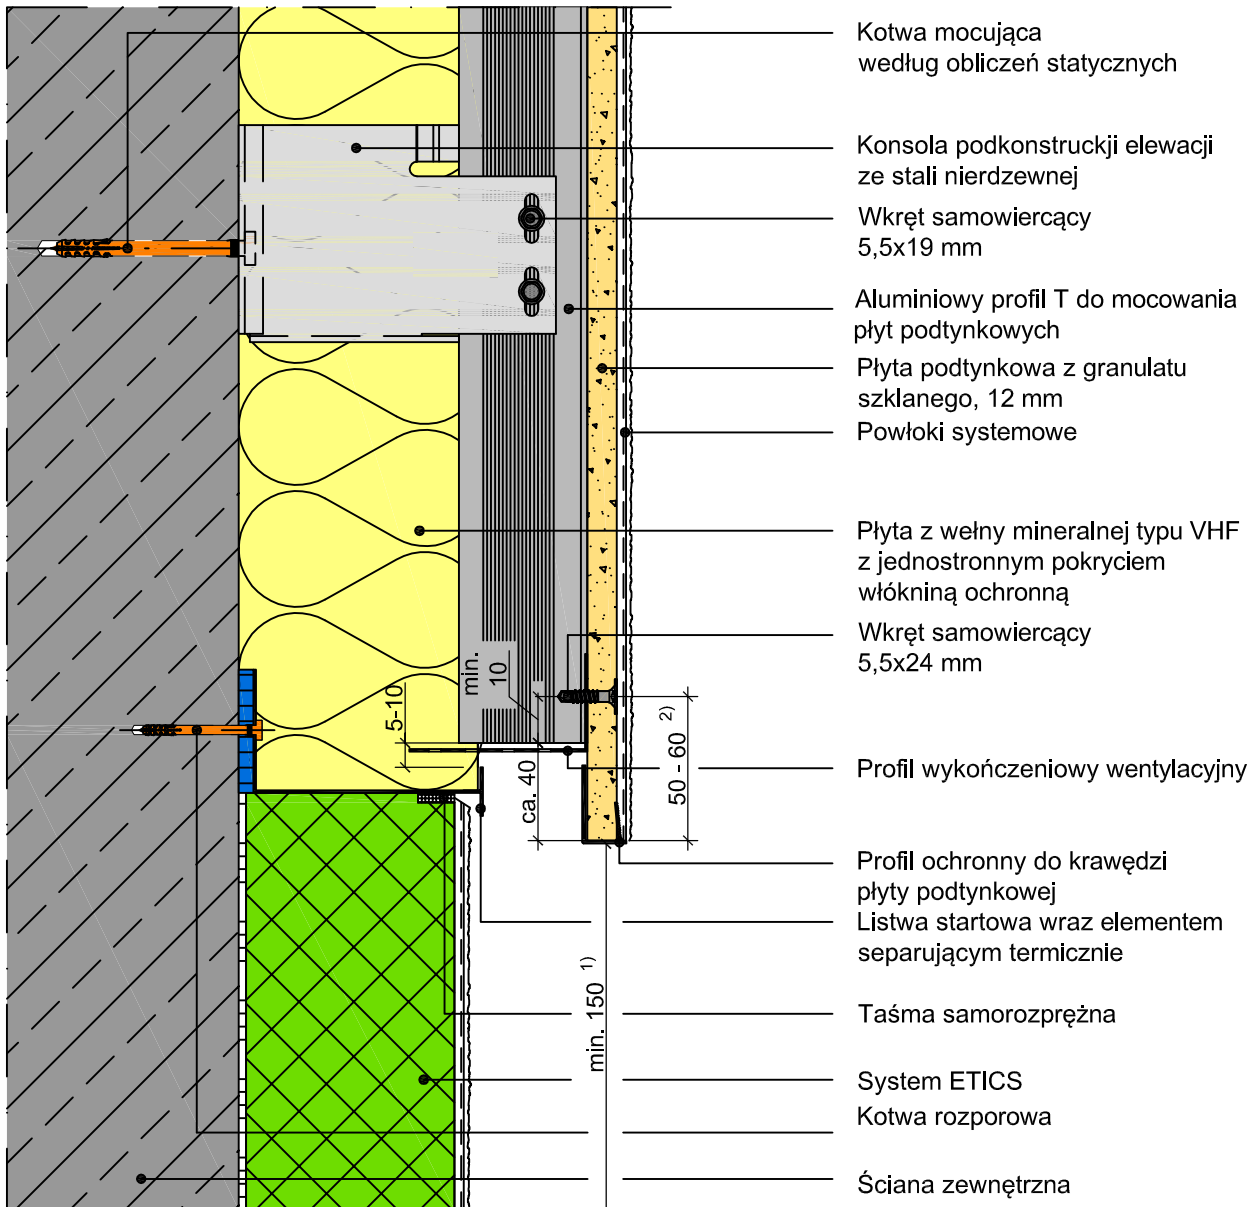 Kotwa mocująca
według obliczeń statycznych
Konsola podkonstruckji elewacji
ze stali nierdzewnej
Wkręt samowiercący
5,5x19 mm
Aluminiowy profil T do mocowania
płyt podtynkowych
Płyta podtynkowa z granulatu
szklanego, 12 mm
Powłoki systemowe
Płyta z wełny mineralnej typu VHF
z jednostronnym pokryciem
włókniną ochronną
Wkręt samowiercący
5,5x24 mm
Profil wykończeniowy wentylacyjny
Profil ochronny do krawędzi
płyty podtynkowej
Listwa startowa wraz elementem
separującym termicznie
Taśma samorozprężna
System ETICS
Kotwa rozporowa
Ściana zewnętrzna
min.
10
5-10
ca. 40
50 - 60 2)
min. 150 1)